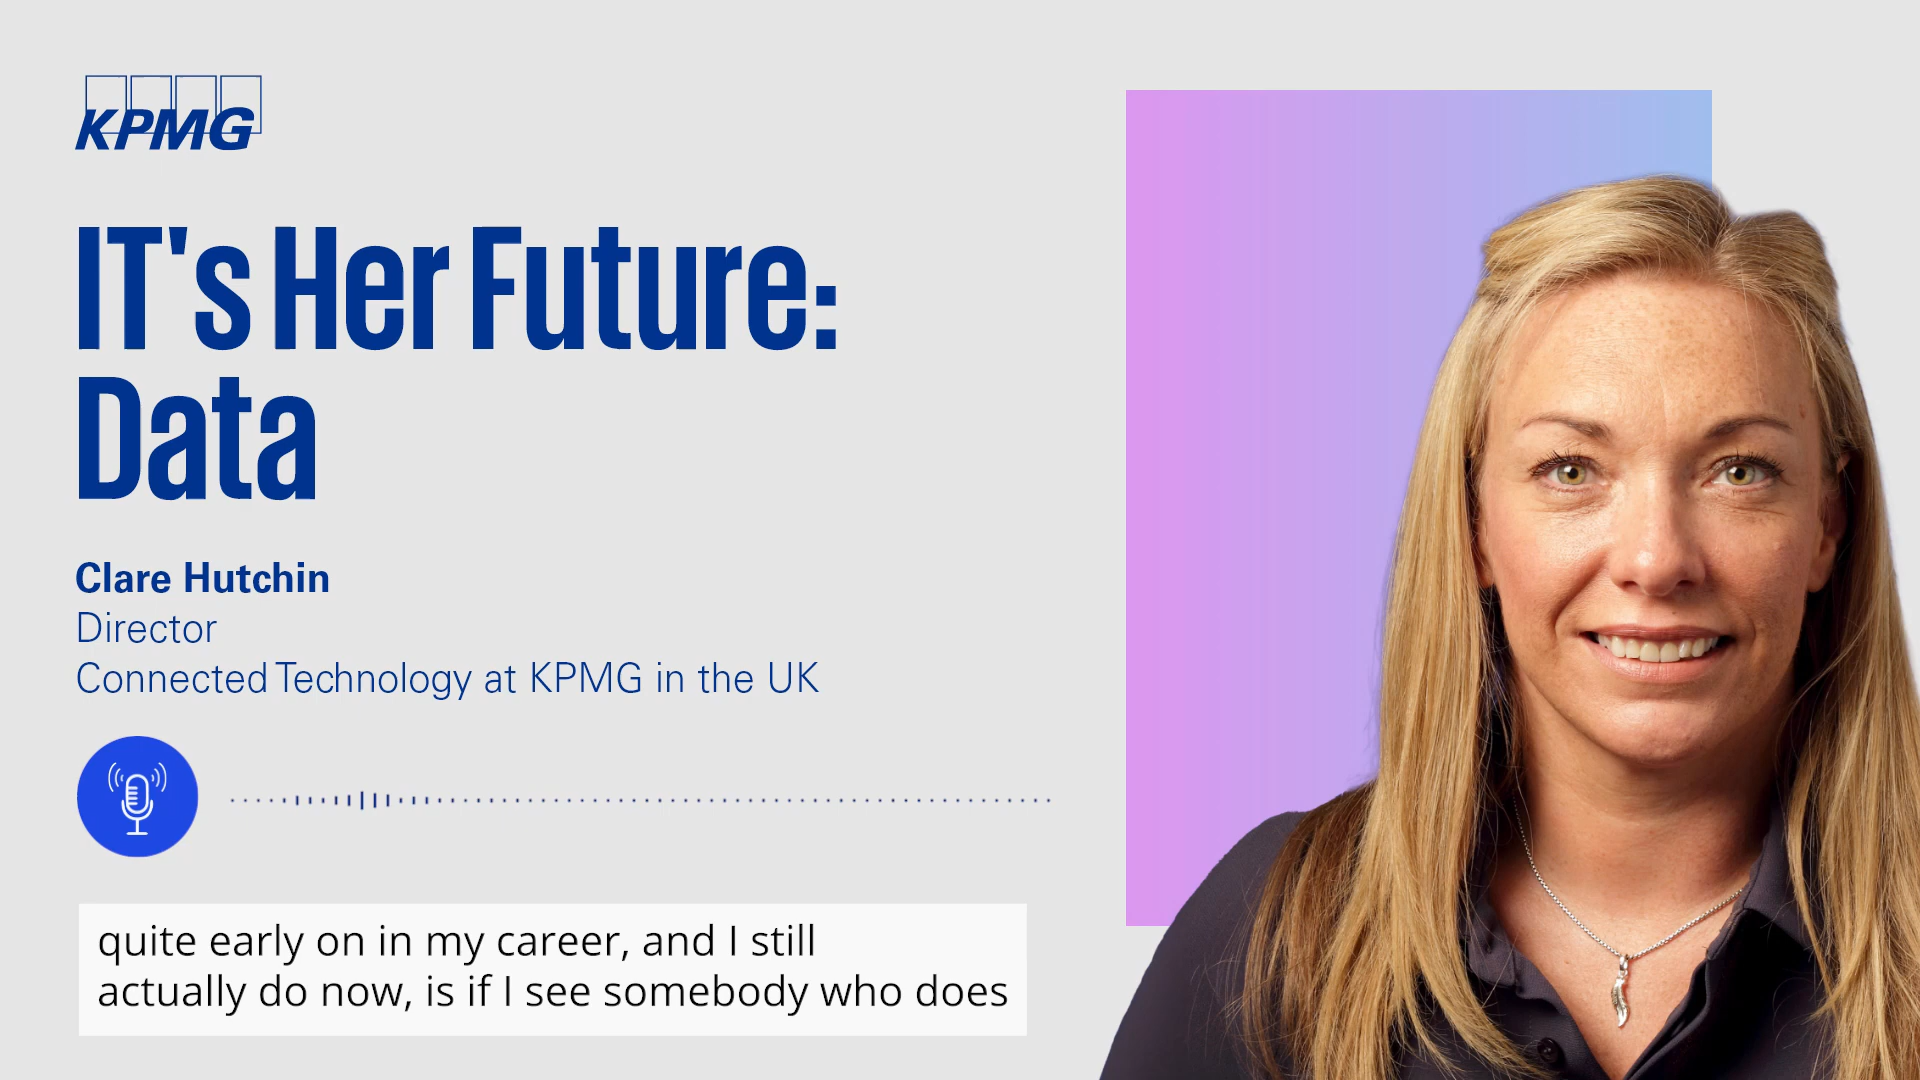 KPMG
IT's Her Future:
Data
Clare Hutchin
Director
Connected Technology at KPMG in the UK
quite early on in my career, and I still
actually do now, is if I see somebody who does